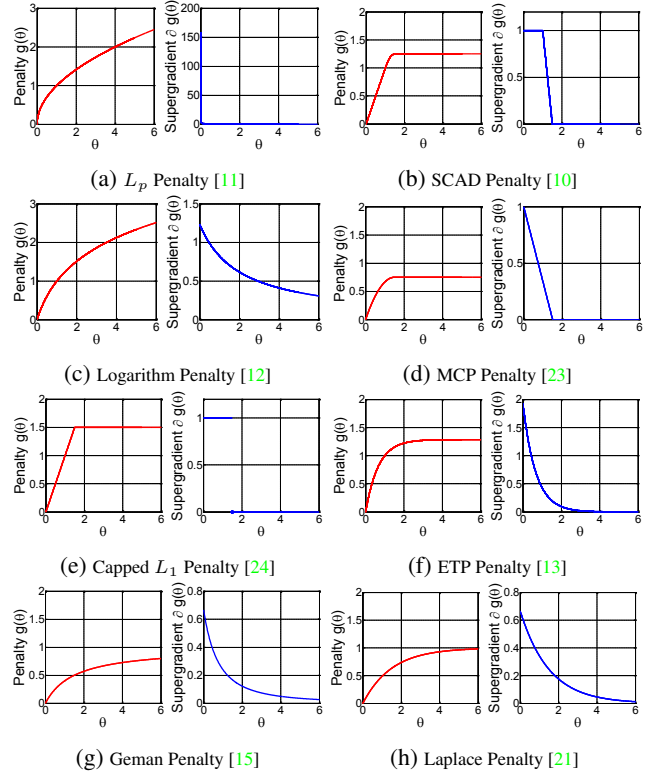 Penalty g(θ)
3
2
1
0
0 2 4 6
θ
Supergradient ∂ g(θ)
200
150
100
50
0
0 2 4 6
θ
(a) Lp Penalty [11]
Penalty g(θ)
2
1.5
1
0.5
0
0 2 4 6
θ
Supergradient ∂ g(θ)
1
0.5
0
0 2 4 6
θ
(b) SCAD Penalty [10]
Penalty g(θ)
3
2
1
0
0 2 4 6
θ
Supergradient ∂ g(θ)
2
1.5
1
0.5
0
0 2 4 6
θ
(c) Logarithm Penalty [12]
Penalty g(θ)
2
1.5
1
0.5
0
0 2 4 6
θ
Supergradient ∂ g(θ)
1
0.5
0
0 2 4 6
θ
(d) MCP Penalty [23]
Penalty g(θ)
2
1.5
1
0.5
0
0 2 4 6
θ
Supergradient ∂ g(θ)
1
0.5
0
0 2 4 6
θ
(e) Capped L1 Penalty [24]
Penalty g(θ)
2
1.5
1
0.5
0
0 2 4 6
θ
Supergradient ∂ g(θ)
2
1.5
1
0.5
0
0 2 4 6
θ
(f) ETP Penalty [13]
Penalty g(θ)
2
1.5
1
0.5
0
0 2 4 6
θ
Supergradient ∂ g(θ)
0.8
0.6
0.4
0.2
0
0 2 4 6
θ
(g) Geman Penalty [15]
Penalty g(θ)
2
1.5
1
0.5
0
0 2 4 6
θ
Supergradient ∂ g(θ)
0.8
0.6
0.4
0.2
0
0 2 4 6
θ
(h) Laplace Penalty [21]